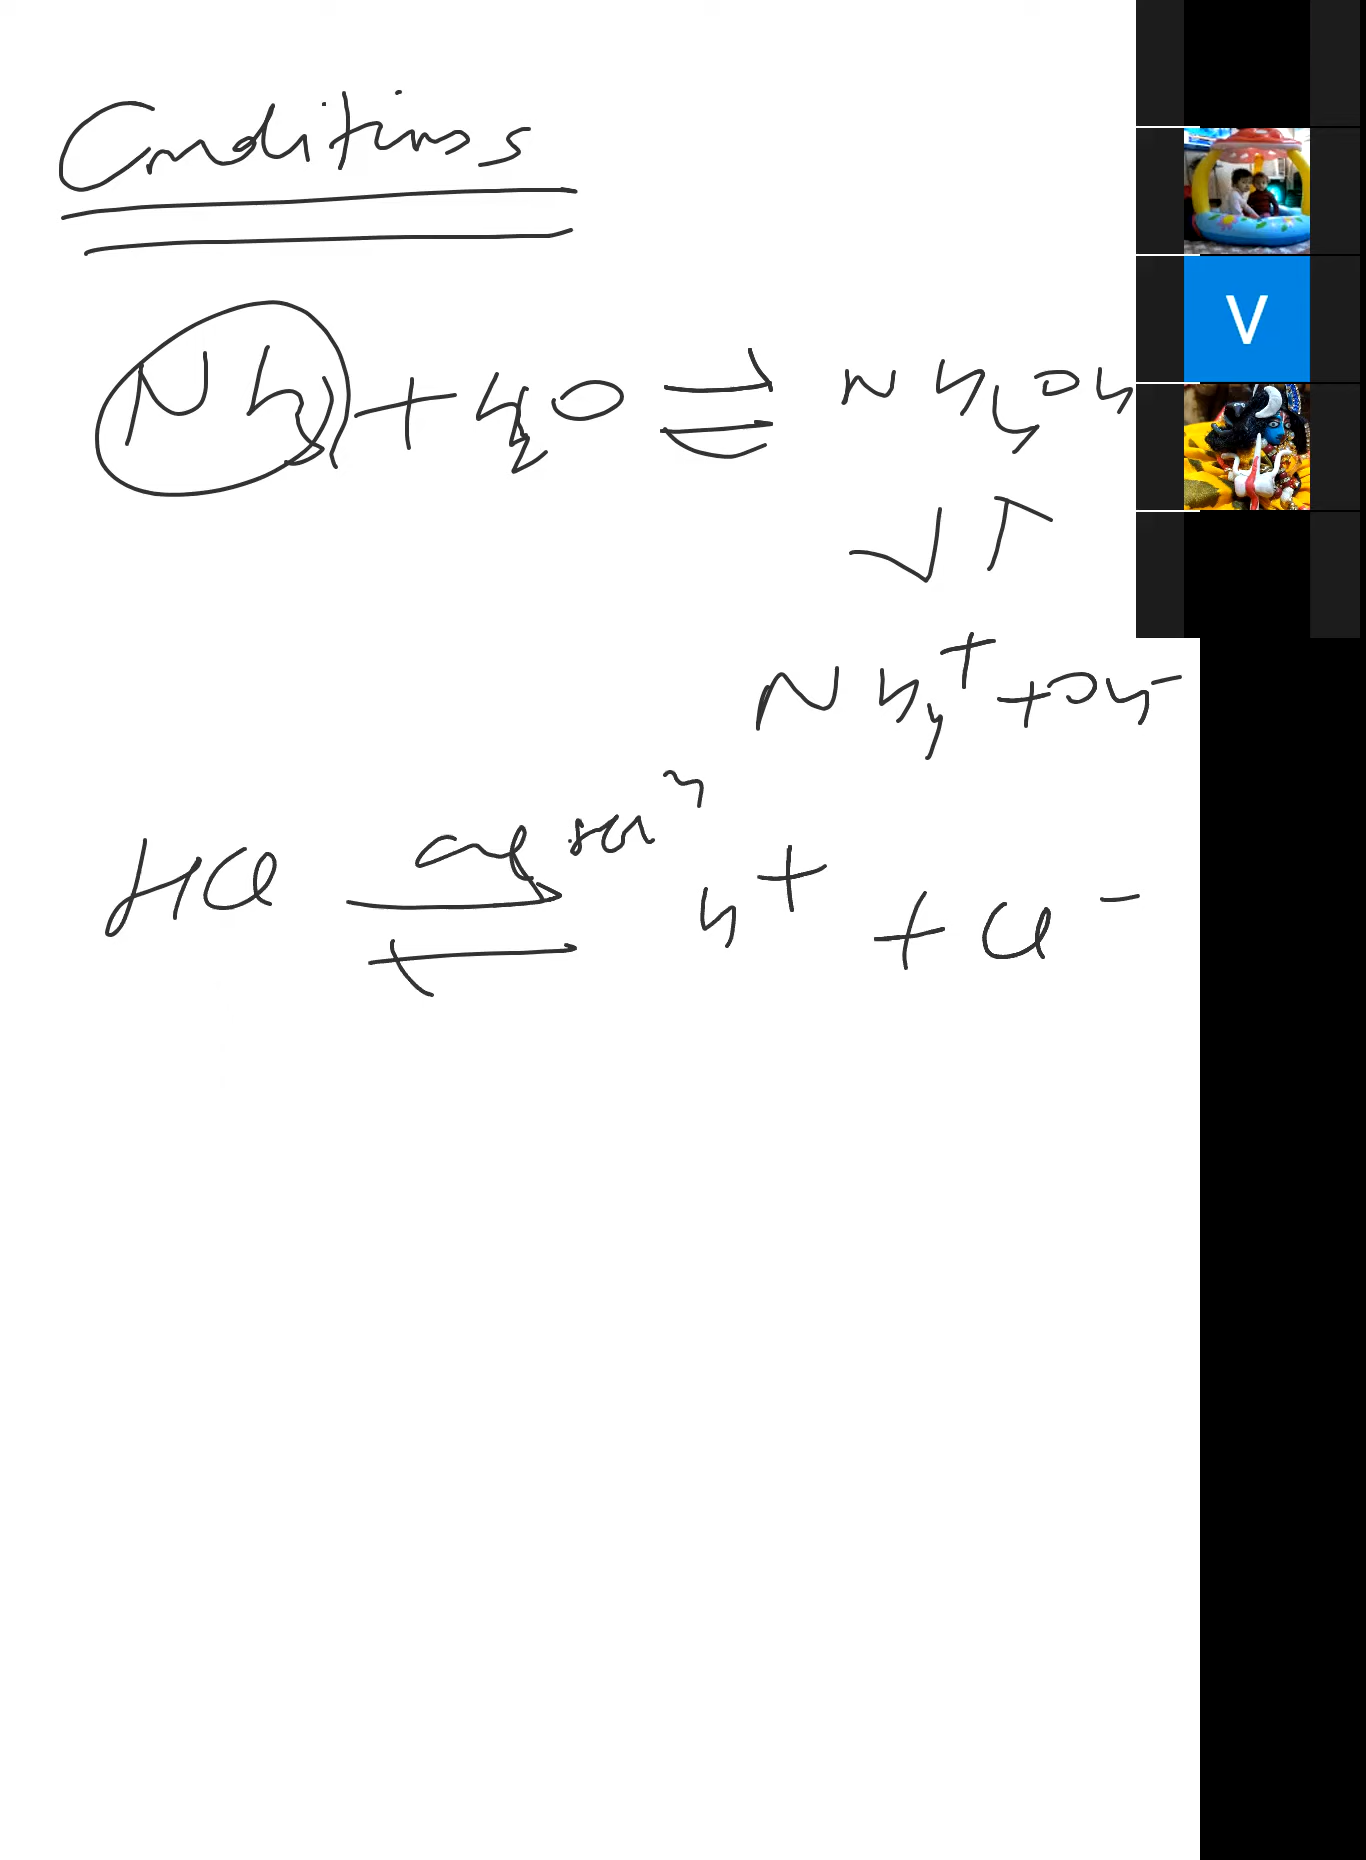 Conditions
NH3 + H2O ⇌ NH4OH
V
↓↑
NH4+ + OH-
HCl ⇌ aq soln H+ + Cl-